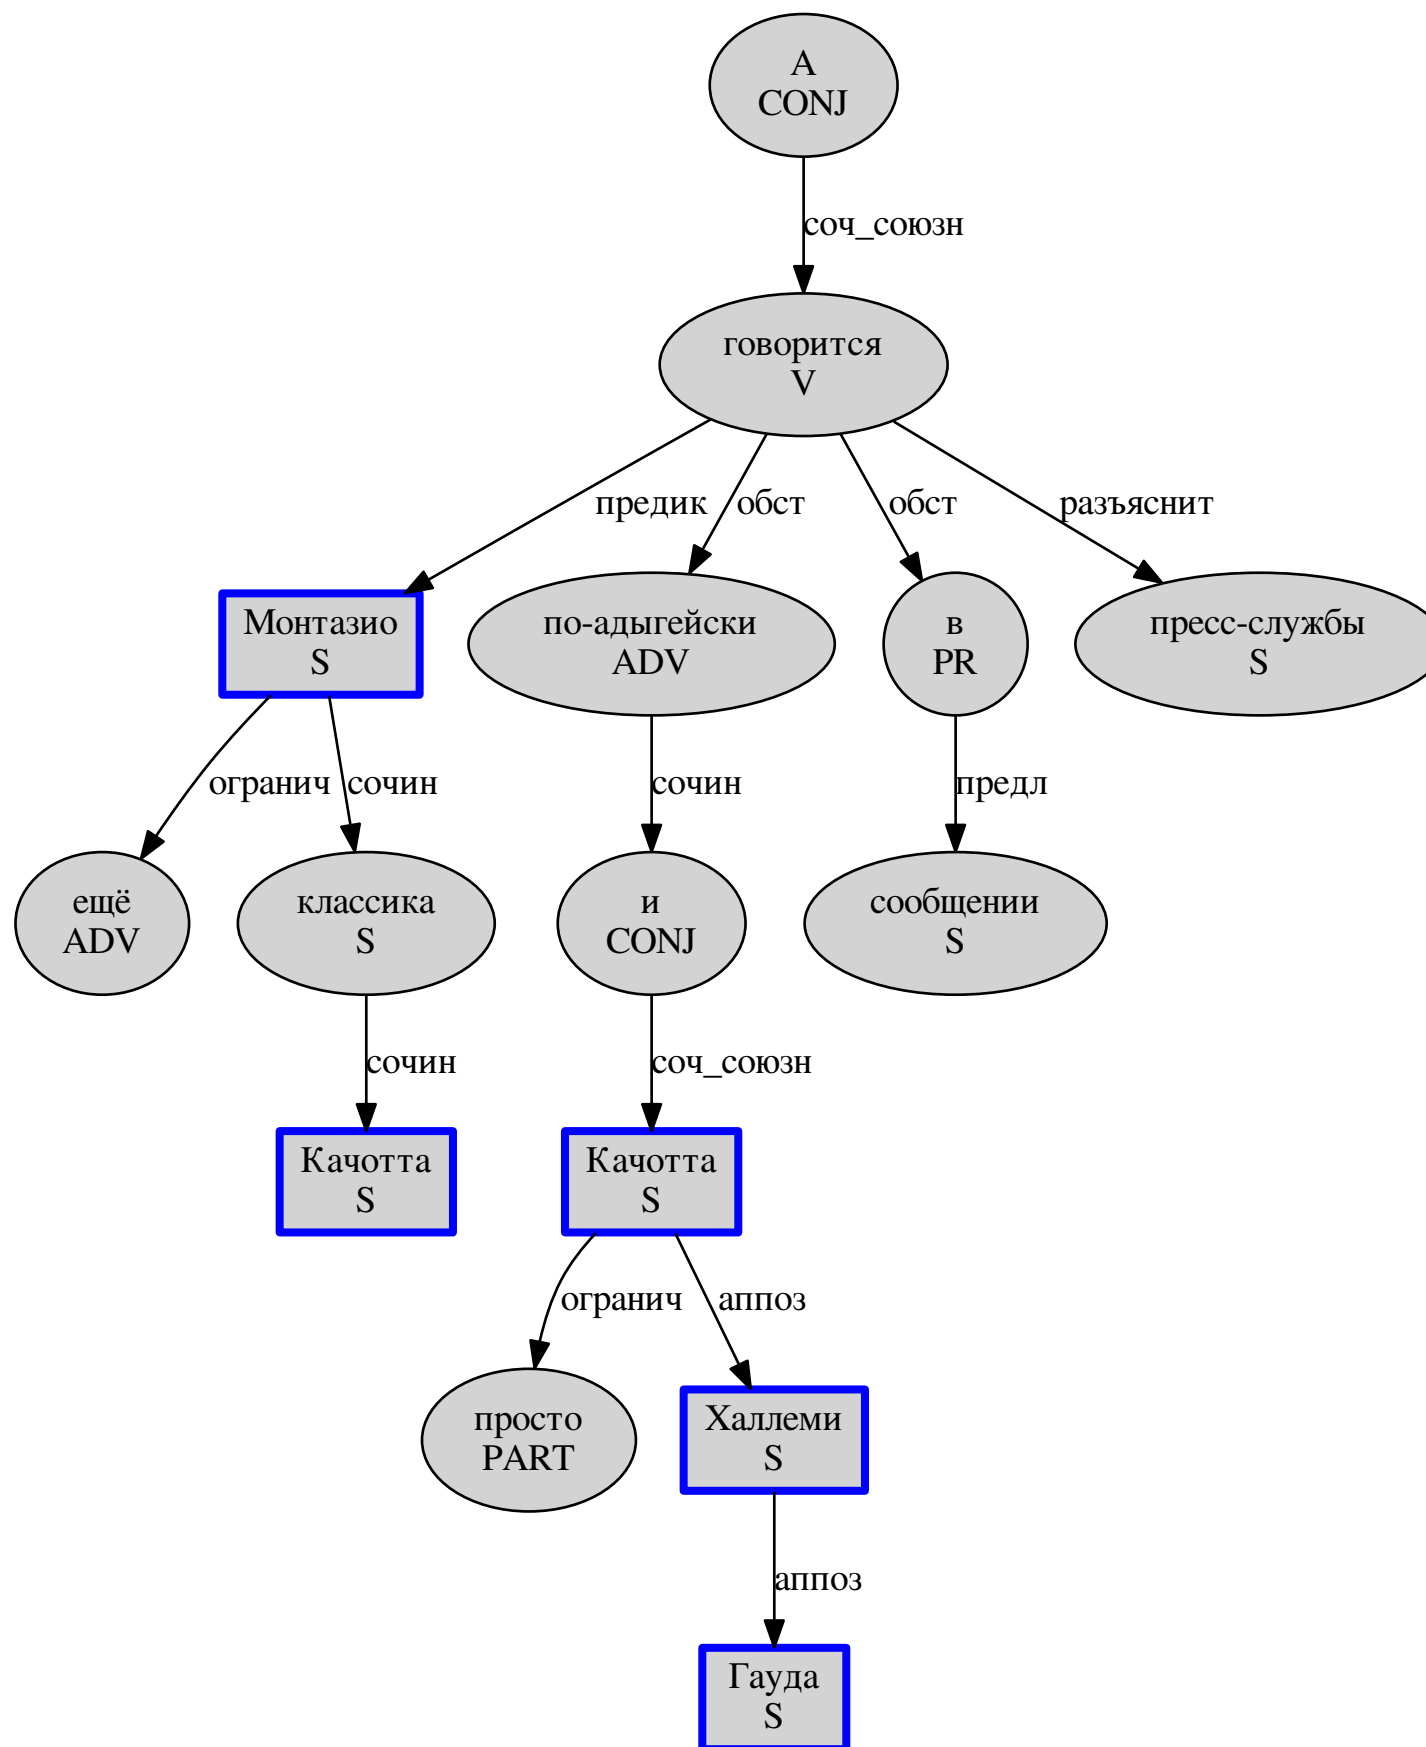 А
CONJ
соч_союзн
говорится
V
предик
обст
обст
разъяснит
Монтазио
S
по-адыгейски
ADV
в
PR
пресс-службы
S
огранич
сочин
сочин
предл
ещё
ADV
классика
S
и
CONJ
сообщении
S
сочин
соч_союзн
Качотта
S
Качотта
S
огранич
аппоз
просто
PART
Халлеми
S
аппоз
Гауда
S